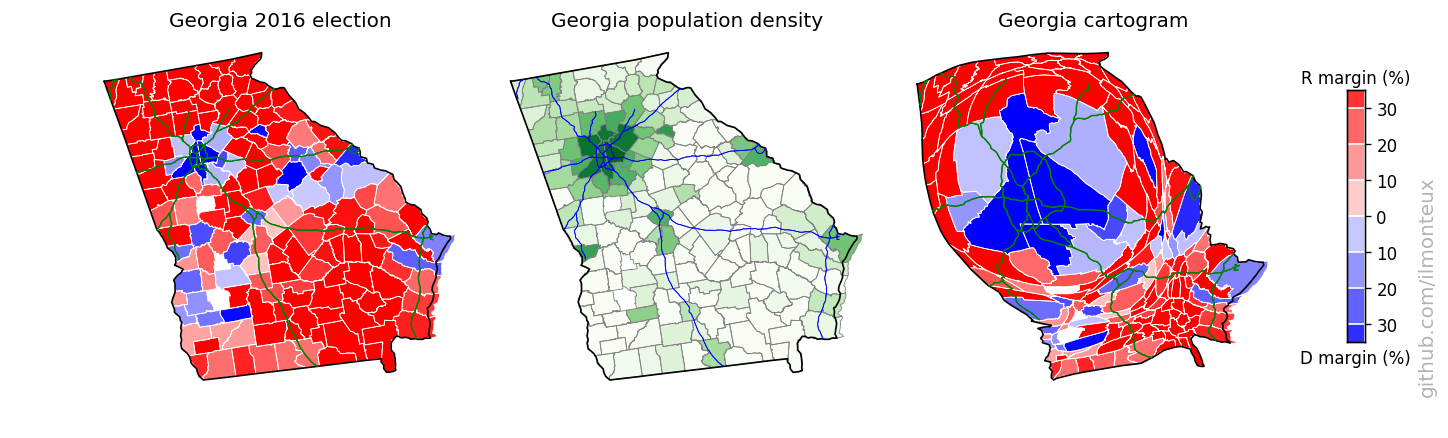 Georgia 2016 election
Georgia population density
Georgia cartogram
R margin (%)
30
20
10
0
10
20
30
D margin (%)
github.com/ilmonteux